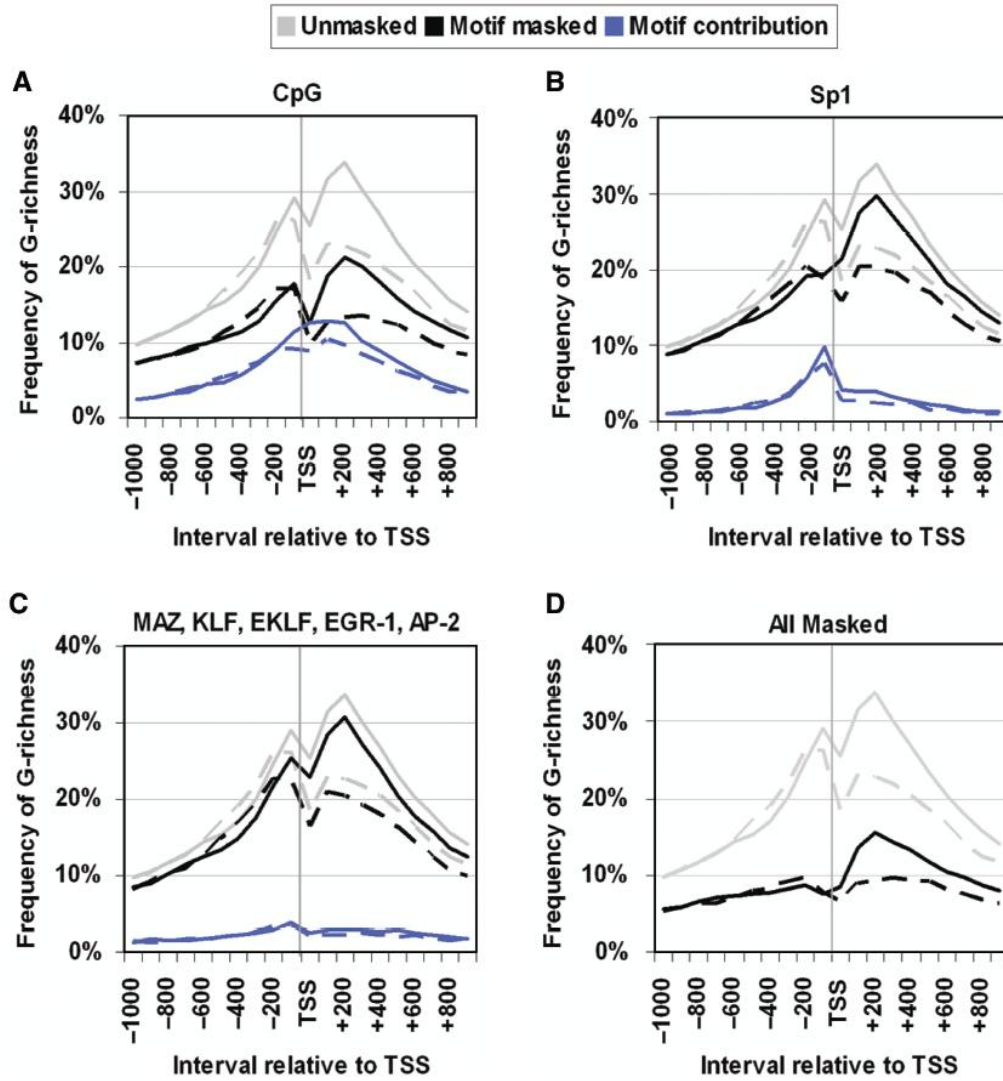 Unmasked Motif masked Motif contribution
A
CpG
Frequency of G-richness
40%
30%
20%
10%
0%
−1000
−800
−600
−400
−200
TSS
+200
+400
+600
+800
Interval relative to TSS
B
Sp1
Frequency of G-richness
40%
30%
20%
10%
0%
−1000
−800
−600
−400
−200
TSS
+200
+400
+600
+800
Interval relative to TSS
C
MAZ, KLF, EKLF, EGR-1, AP-2
Frequency of G-richness
40%
30%
20%
10%
0%
−1000
−800
−600
−400
−200
TSS
+200
+400
+600
+800
Interval relative to TSS
D
All Masked
Frequency of G-richness
40%
30%
20%
10%
0%
−1000
−800
−600
−400
−200
TSS
+200
+400
+600
+800
Interval relative to TSS